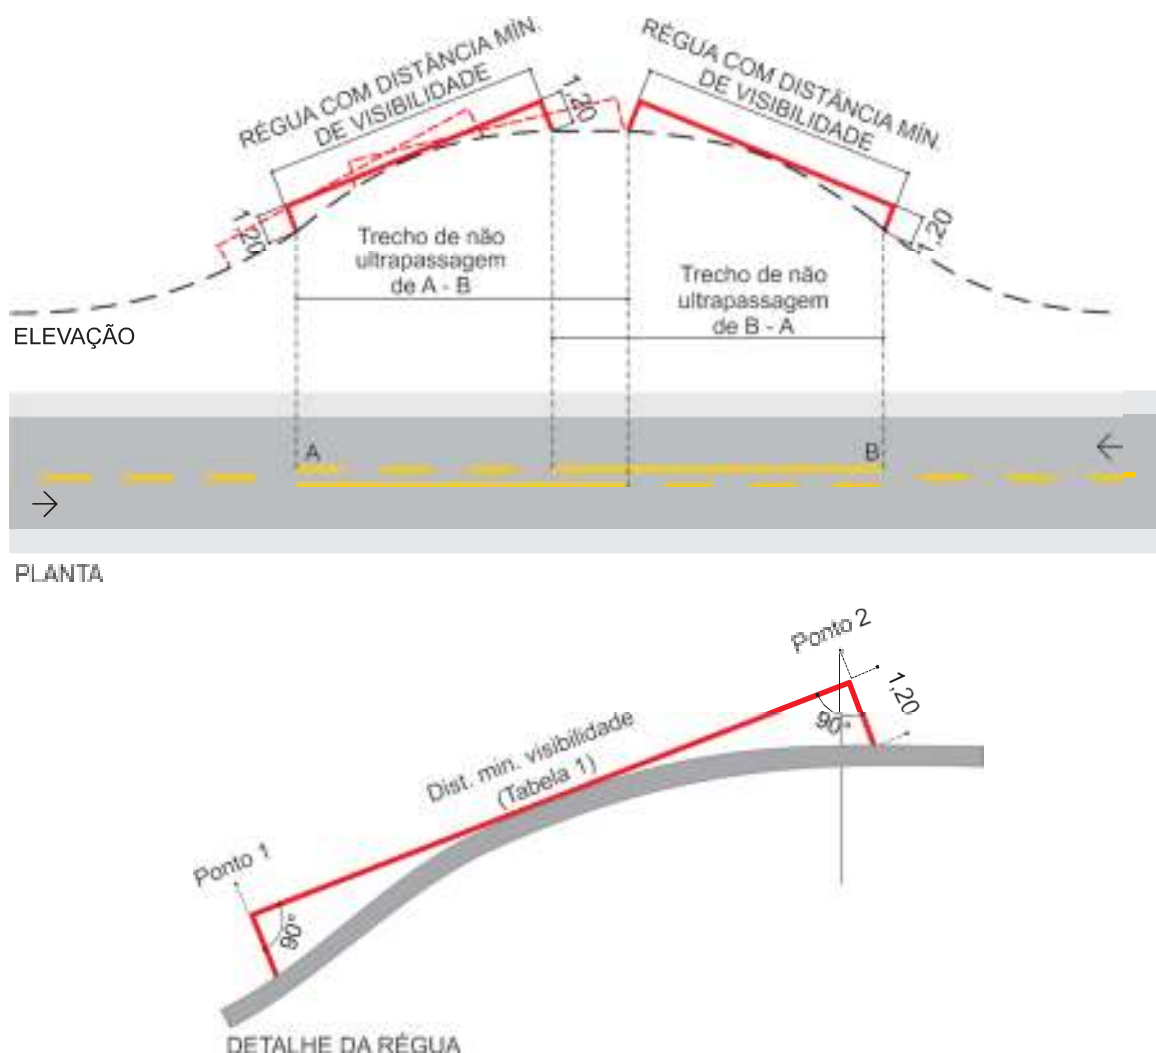 RÉGUA COM DISTÂNCIA MÍN.
DE VISIBILIDADE
1,20
RÉGUA COM DISTÂNCIA MÍN.
DE VISIBILIDADE
1,20
1,20
Trecho de não
ultrapassagem
de A - B
Trecho de não
ultrapassagem
de B - A
ELEVAÇÃO
A
B
PLANTA
Ponto 2
1,20
90°
Dist. min. visibilidade
(Tabela 1)
Ponto 1
90°
DETALHE DA RÉGUA